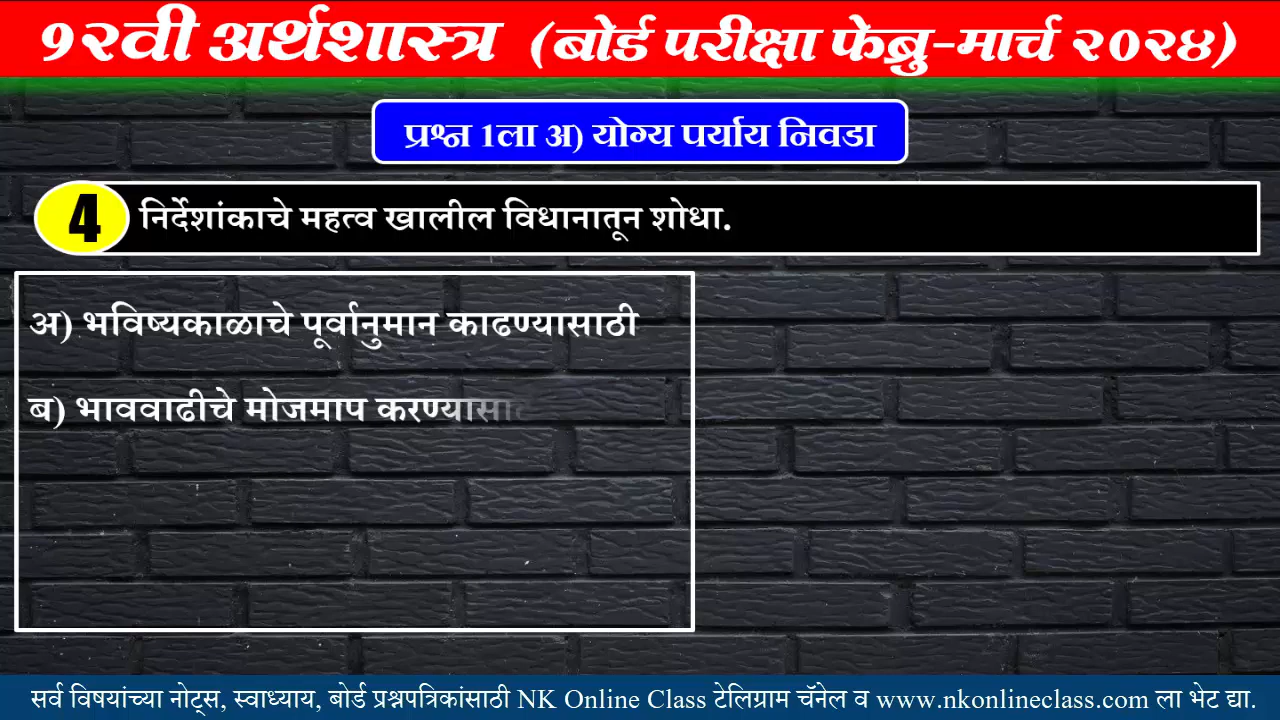 १२वी अर्थशास्त्र (बोर्ड परीक्षा फेब्रु-मार्च २०२४)
प्रश्न 1ला अ) योग्य पर्याय निवडा
4 निर्देशांकाचे महत्व खालील विधानातून शोधा.
अ) भविष्यकाळाचे पूर्वानुमान काढण्यासाठी
ब) भाववाढीचे मोजमाप
सर्व विषयांच्या नोट्स, स्वाध्याय, बोर्ड प्रश्नपत्रिकांसाठी NK Online Class टेलिग्राम चॅनेल व www.nkonlineclass.com ला भेट द्या.